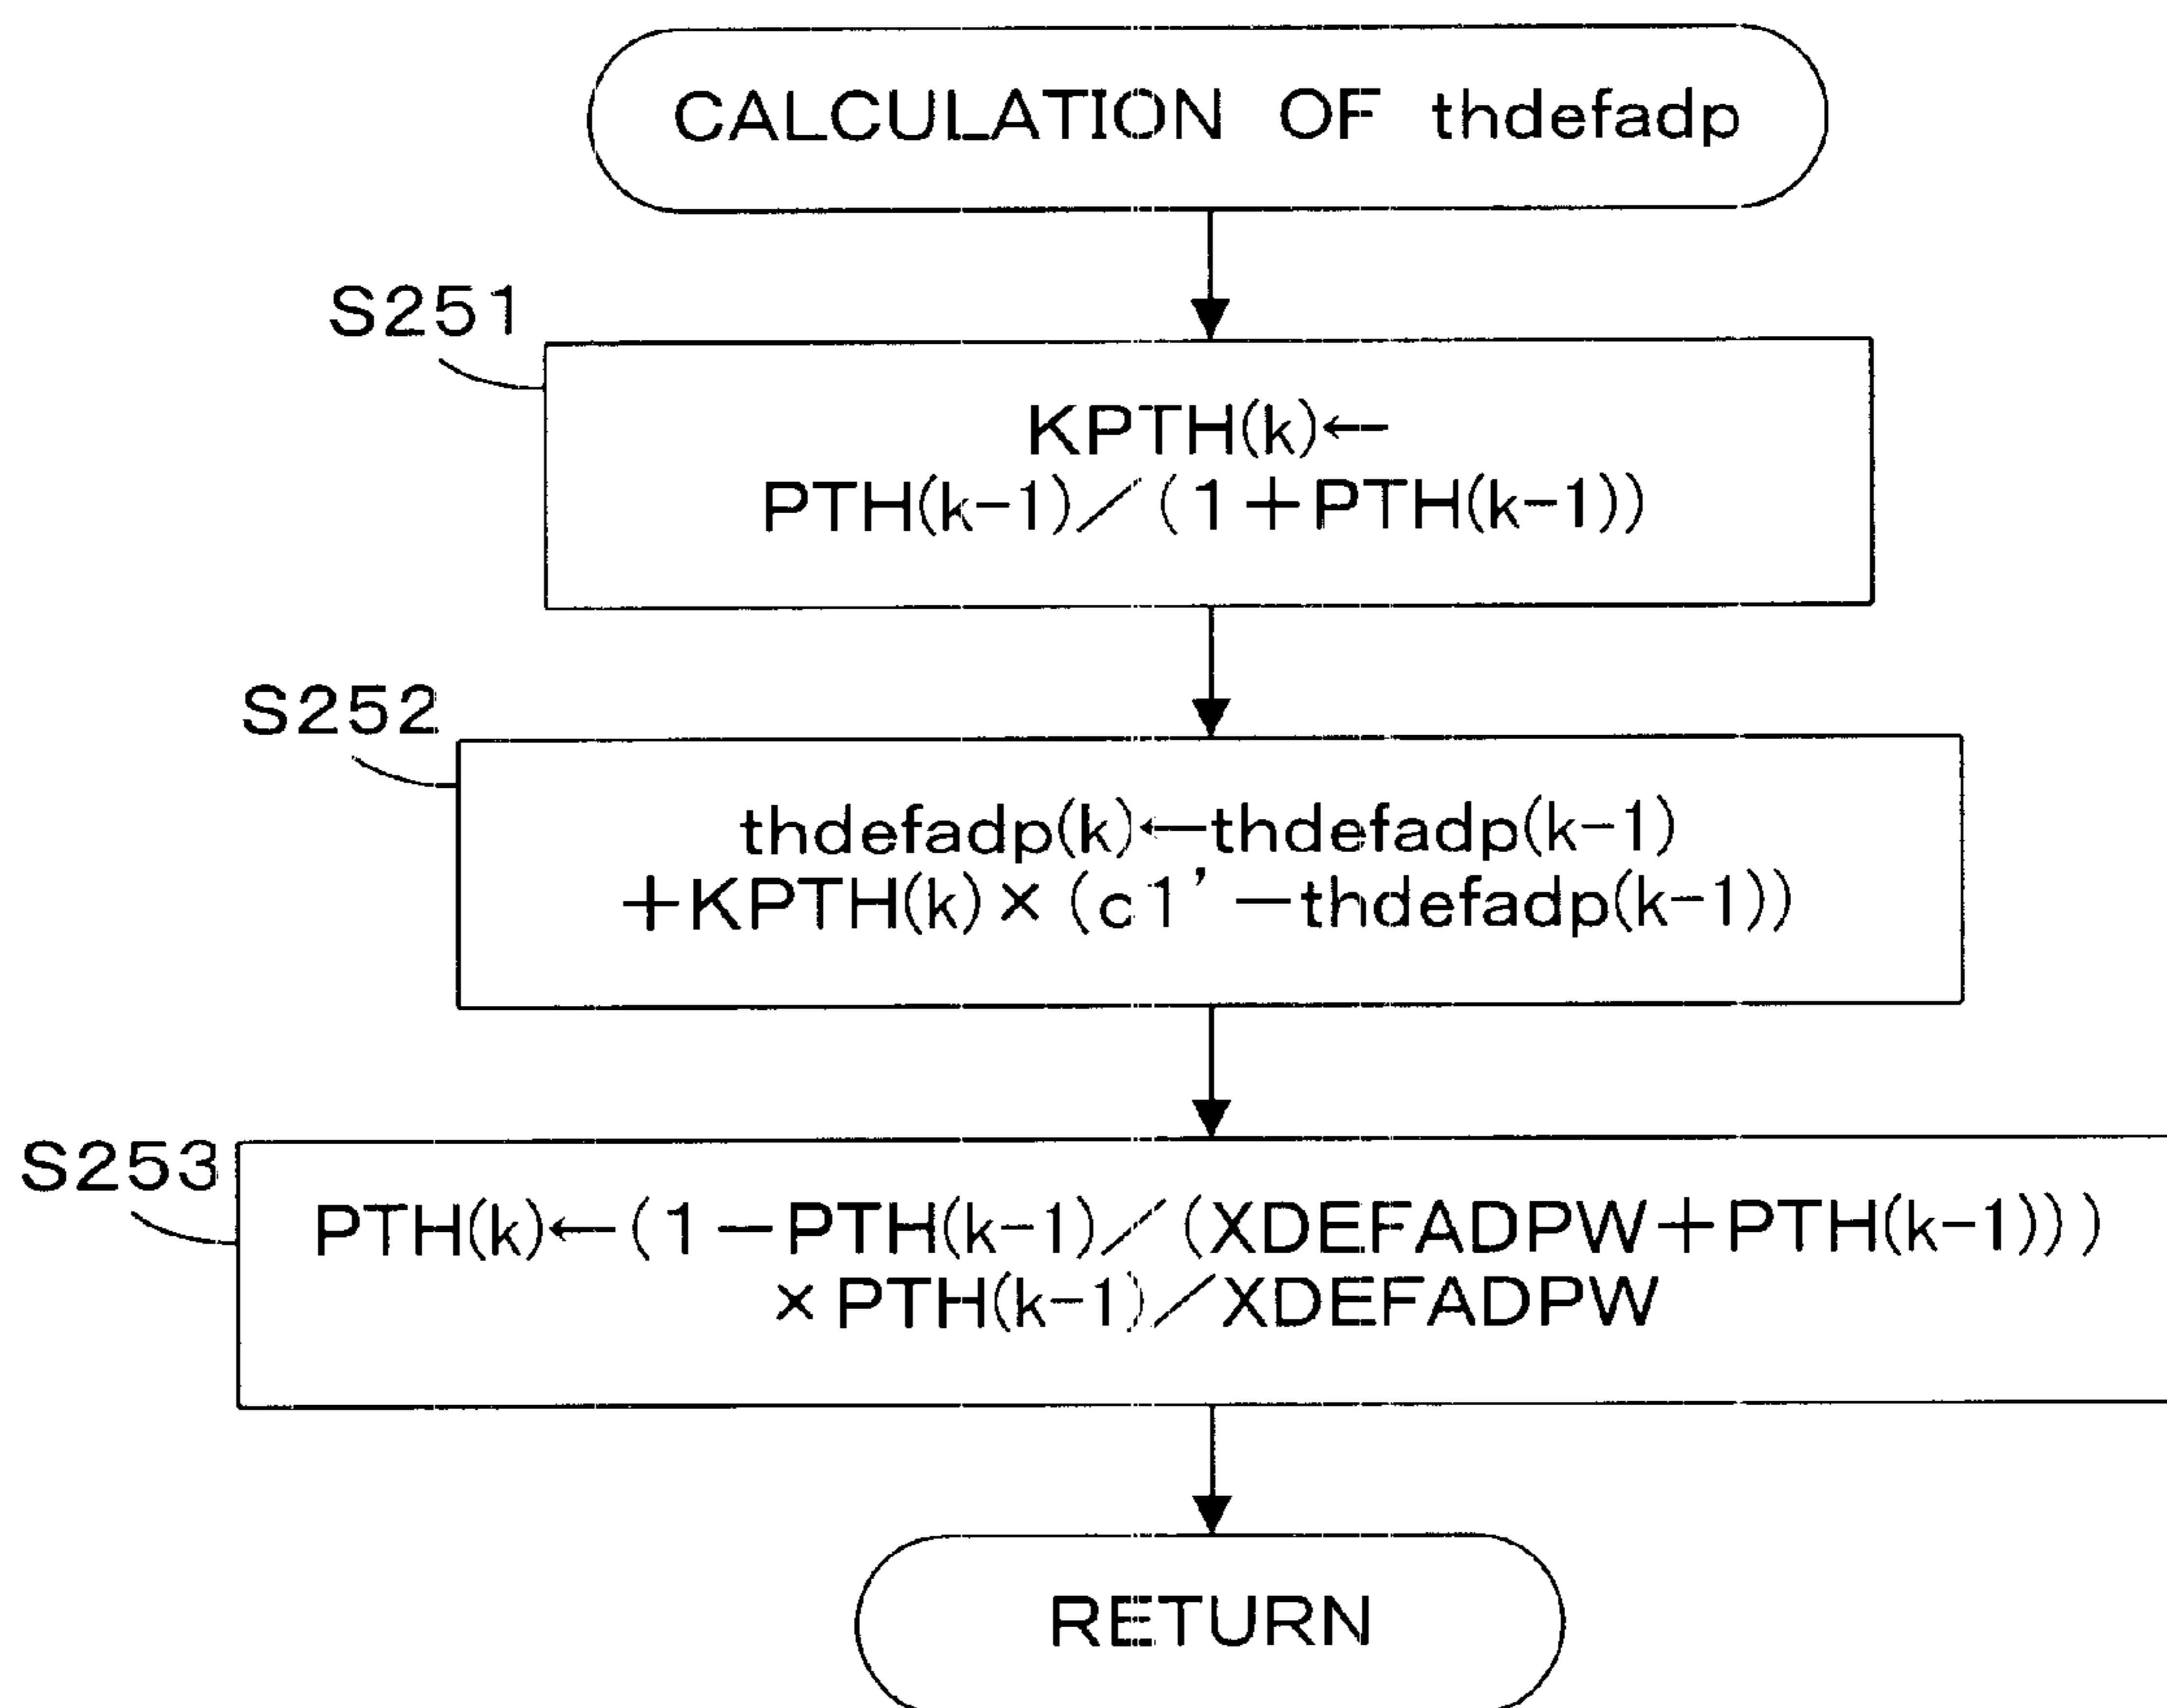 CALCULATION OF thdefadp
S251
KPTH(k)←
PTH(k-1)/(1+PTH(k-1))
S252
thdefadp(k)←thdefadp(k-1)
+KPTH(k)×(c1'-thdefadp(k-1))
S253
PTH(k)←(1-PTH(k-1)/(XDEFADPW+PTH(k-1)))
×PTH(k-1)/XDEFADPW
RETURN